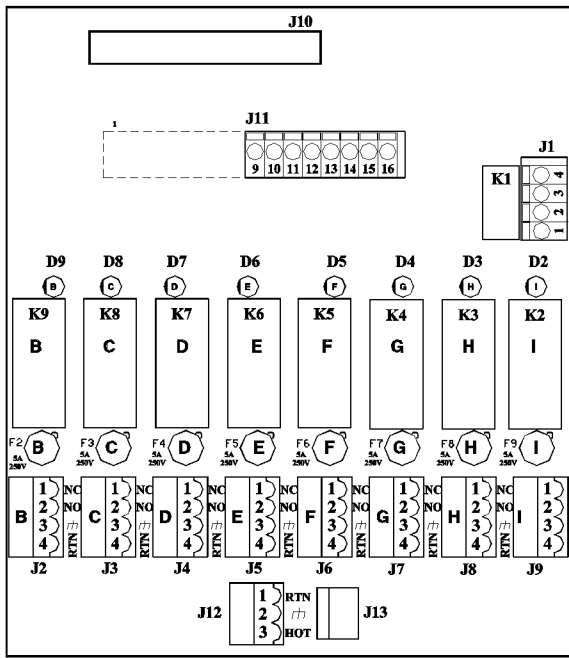 J10
1
J11
9 10 11 12 13 14 15 16
J1
K1
4
3
2
1
D9 D8 D7 D6 D5 D4 D3 D2
B C D E F G H I
K9 K8 K7 K6 K5 K4 K3 K2
B C D E F G H I
F2 F3 F4 F5 F6 F7 F8 F9
5A 5A 5A 5A 5A 5A 5A 5A
250V 250V 250V 250V 250V 250V 250V 250V
B C D E F G H I
1 NC 1 NC 1 NC 1 NC 1 NC 1 NC 1 NC 1
2 NO 2 NO 2 NO 2 NO 2 NO 2 NO 2 NO 2
B C D E F G H I
3 3 3 3 3 3 3 3
4 RTN 4 RTN 4 RTN 4 RTN 4 RTN 4 RTN 4 RTN 4
J2 J3 J4 J5 J6 J7 J8 J9
J12
1 RTN
2
3 HOT
J13